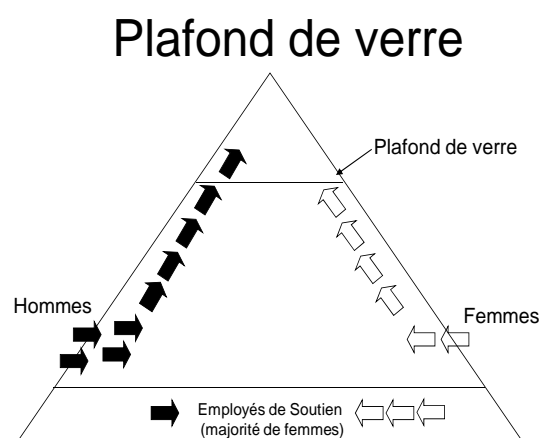 Plafond de verre
Plafond de verre
Hommes
Femmes
Employés de Soutien
(majorité de femmes)